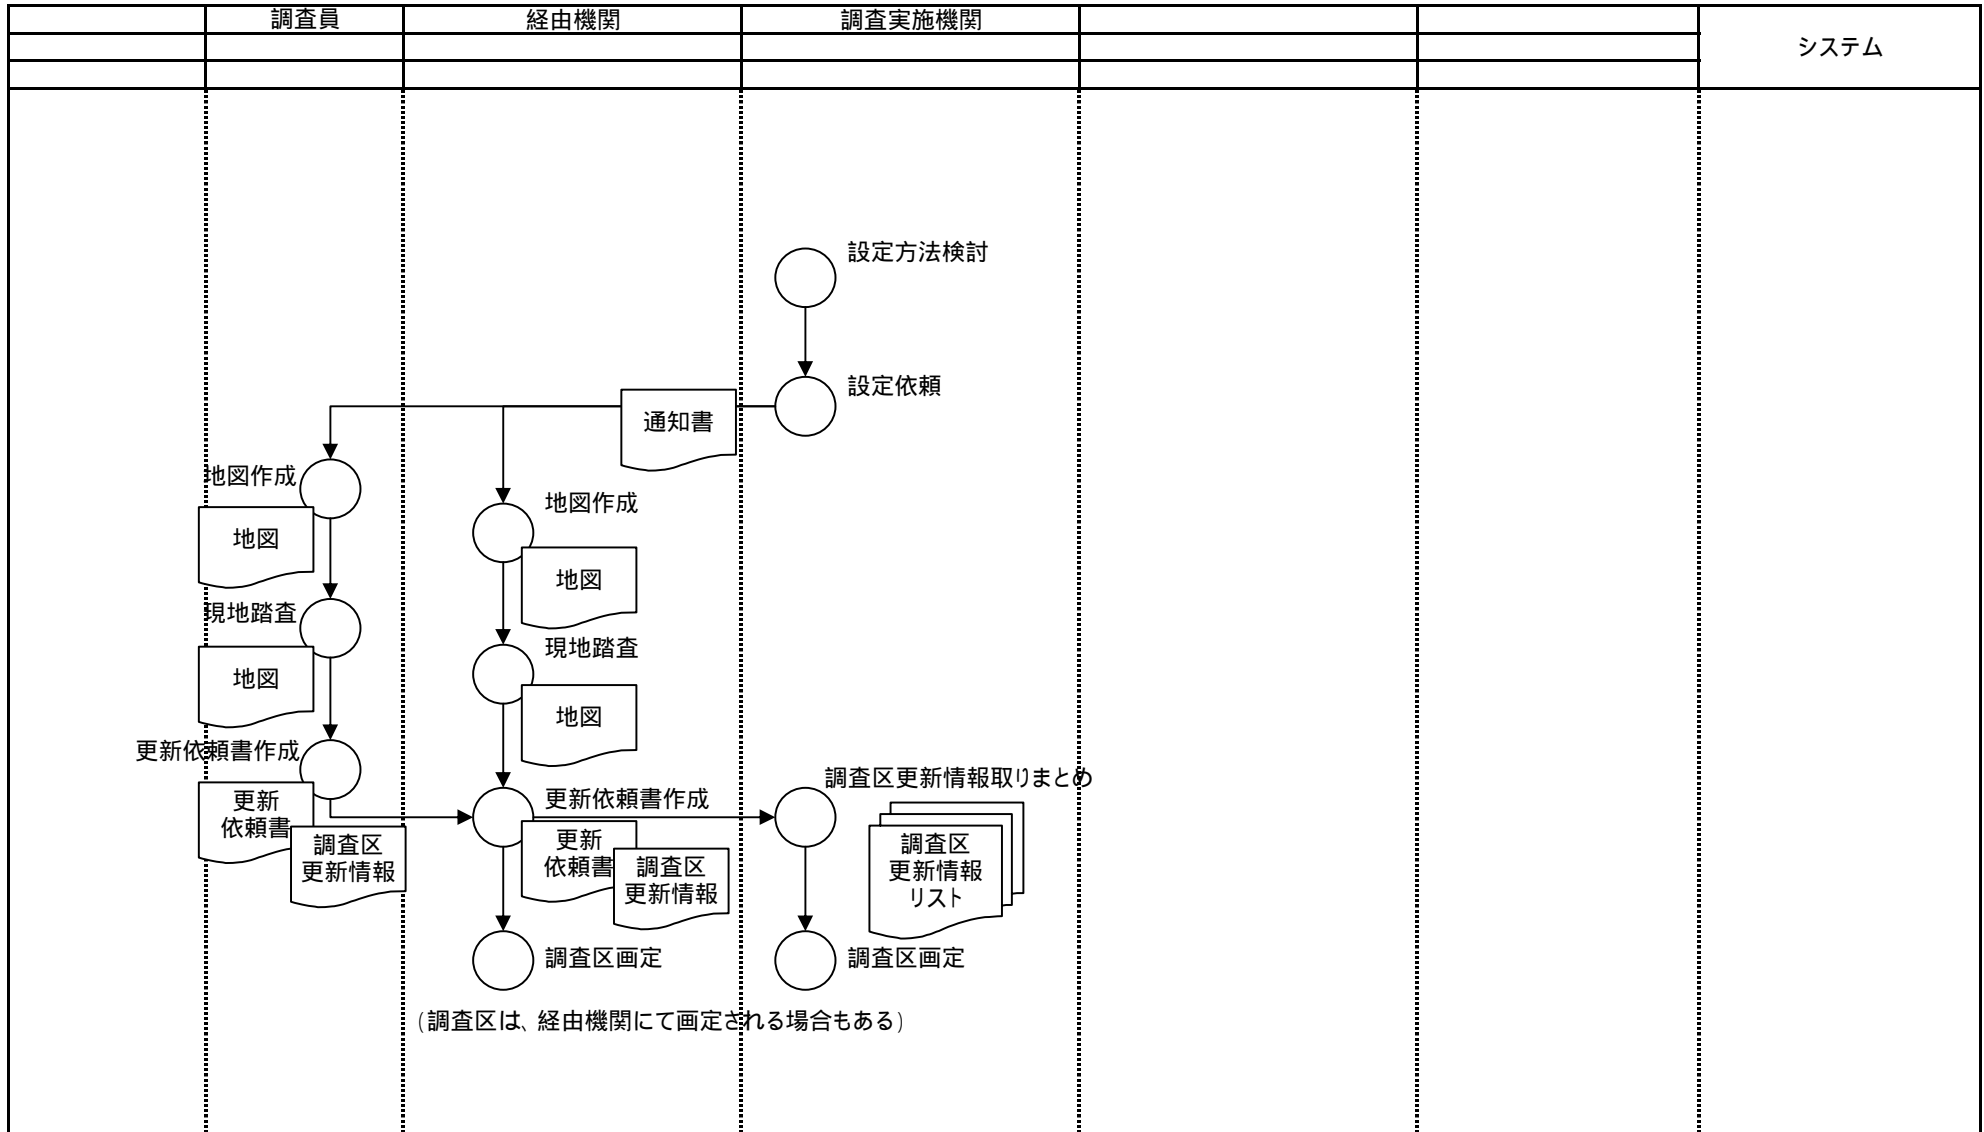 調査員
経由機関
調査実施機関
システム
設定方法検討
設定依頼
通知書
地図作成
地図
現地踏査
地図
更新依頼書作成
更新
依頼書
調査区
更新情報
地図作成
地図
現地踏査
地図
更新依頼書作成
更新
依頼書
調査区
更新情報
調査区画定
調査区更新情報取りまとめ
調査区
更新情報
リスト
調査区画定
（調査区は、経由機関にて画定される場合もある）